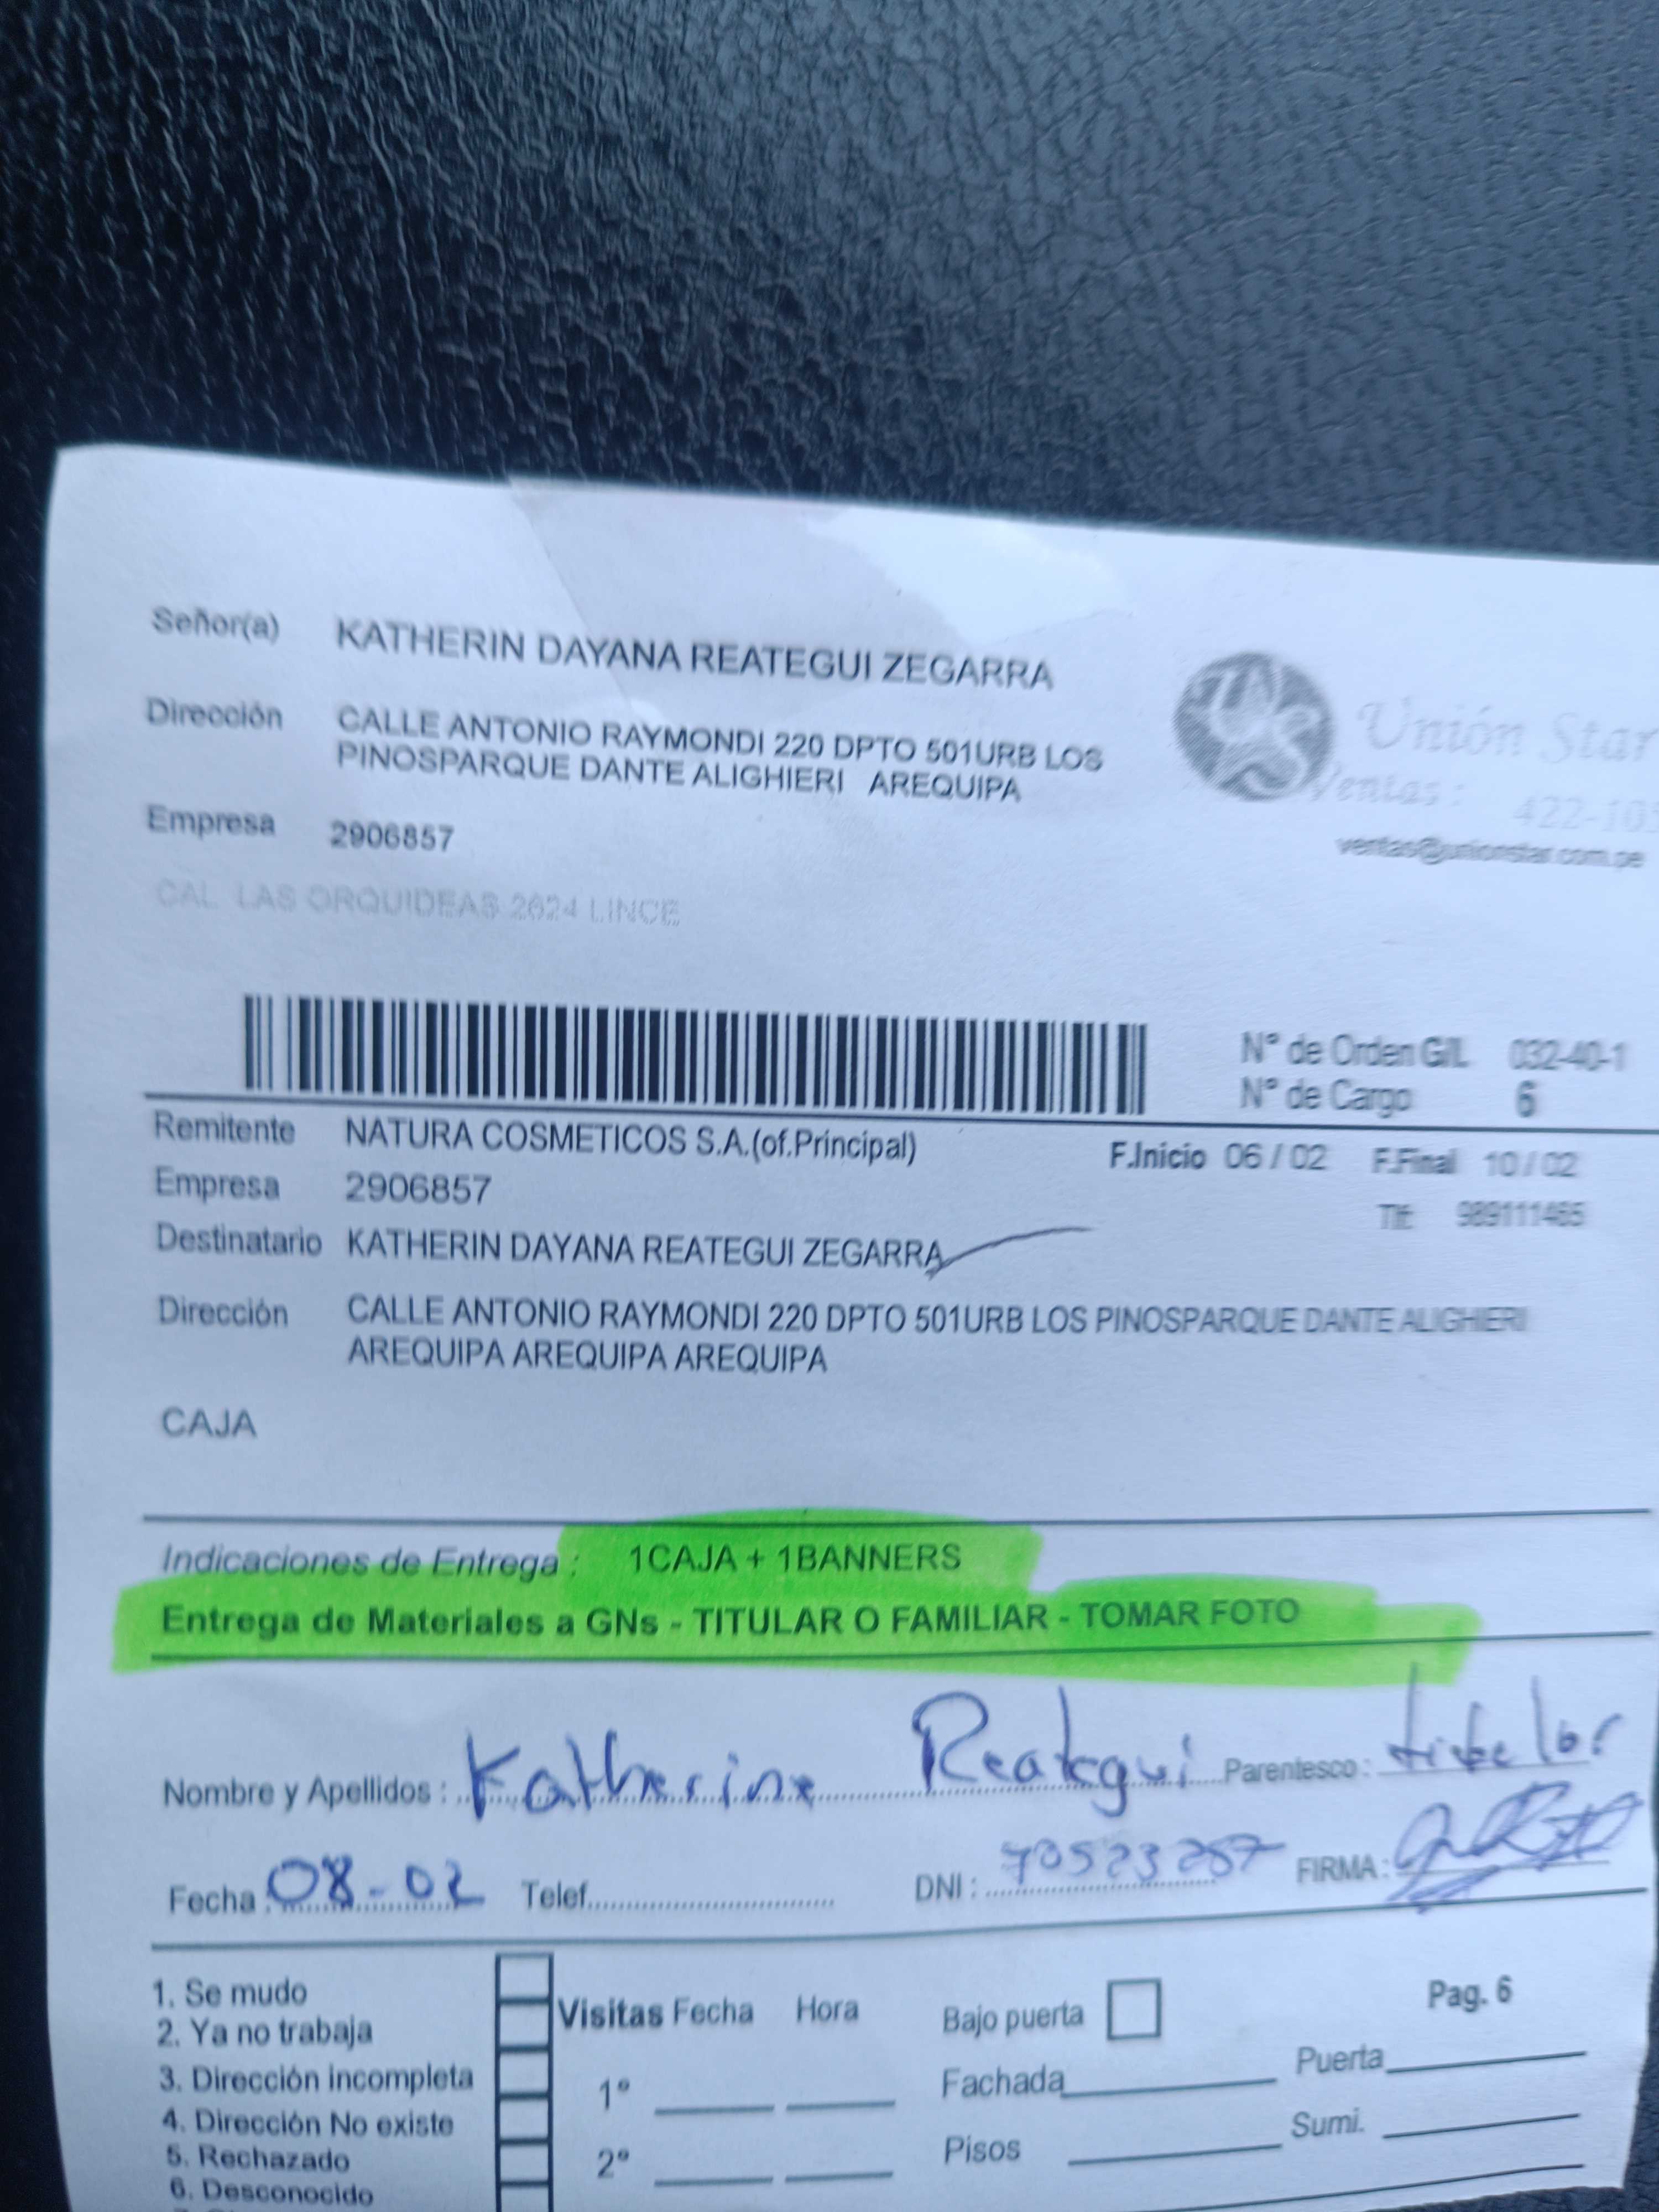 Señor(a) KATHERIN DAYANA REATEGUI ZEGARRA
Dirección CALLE ANTONIO RAYMONDI 220 DPTO 501URB LOS
PINOSPARQUE DANTE ALIGHIERI AREQUIPA
Unión Star
Ventas : 422-105
Empresa 2906857
ventas@unionstar.com.pe
CAL. LAS ORQUIDEAS 2624 LINCE
N° de Orden G/L 032-40-1
N° de Cargo 6
Remitente NATURA COSMETICOS S.A.(of.Principal) F.Inicio 06 / 02 F.Final 10 / 02
Empresa 2906857 Tlf: 989111465
Destinatario KATHERIN DAYANA REATEGUI ZEGARRA
Dirección CALLE ANTONIO RAYMONDI 220 DPTO 501URB LOS PINOSPARQUE DANTE ALIGHIERI
AREQUIPA AREQUIPA AREQUIPA
CAJA
Indicaciones de Entrega : 1CAJA + 1BANNERS
Entrega de Materiales a GNs - TITULAR O FAMILIAR - TOMAR FOTO
Nombre y Apellidos : Katherine Reategui Parentesco : titular
Fecha : 08-02 Telef. DNI : 70523287 FIRMA :
1. Se mudo
2. Ya no trabaja
3. Dirección incompleta
4. Dirección No existe
5. Rechazado
6. Desconocido
Visitas Fecha Hora
1°
2°
Bajo puerta
Pag. 6
Fachada Puerta
Pisos Sumi.